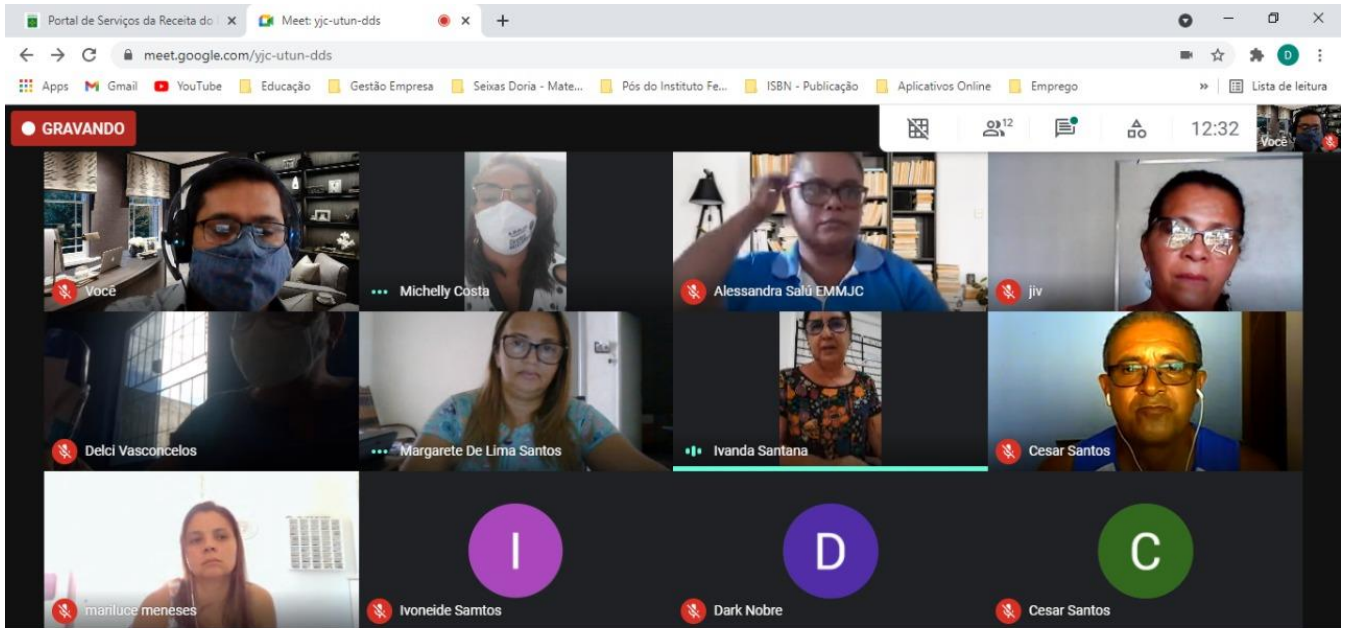 Portal de Serviços da Receita do
Meet: yjc-utun-dds
meet.google.com/yjc-utun-dds
D
Apps
Gmail
YouTube
Educação
Gestão Empresa
Seixas Doria - Mate...
Pós do Instituto Fe...
ISBN - Publicação
Aplicativos Online
Emprego
»
Lista de leitura
GRAVANDO
12
12:32
Você
Você
Michelly Costa
Alessandra Salú EMMJC
jiv
Delci Vasconcelos
Margarete De Lima Santos
Ivanda Santana
Cesar Santos
I
D
C
mariluce meneses
Ivoneide Samtos
Dark Nobre
Cesar Santos